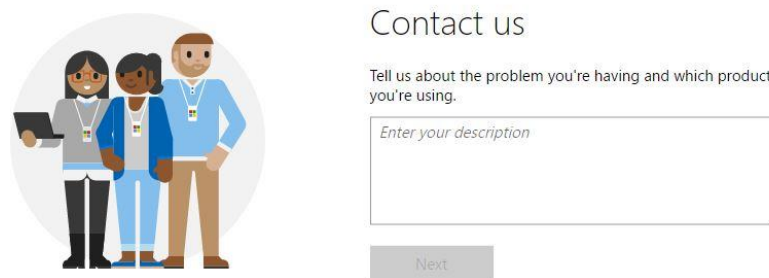 Contact us
Tell us about the problem you're having and which product
you're using.
Enter your description
Next